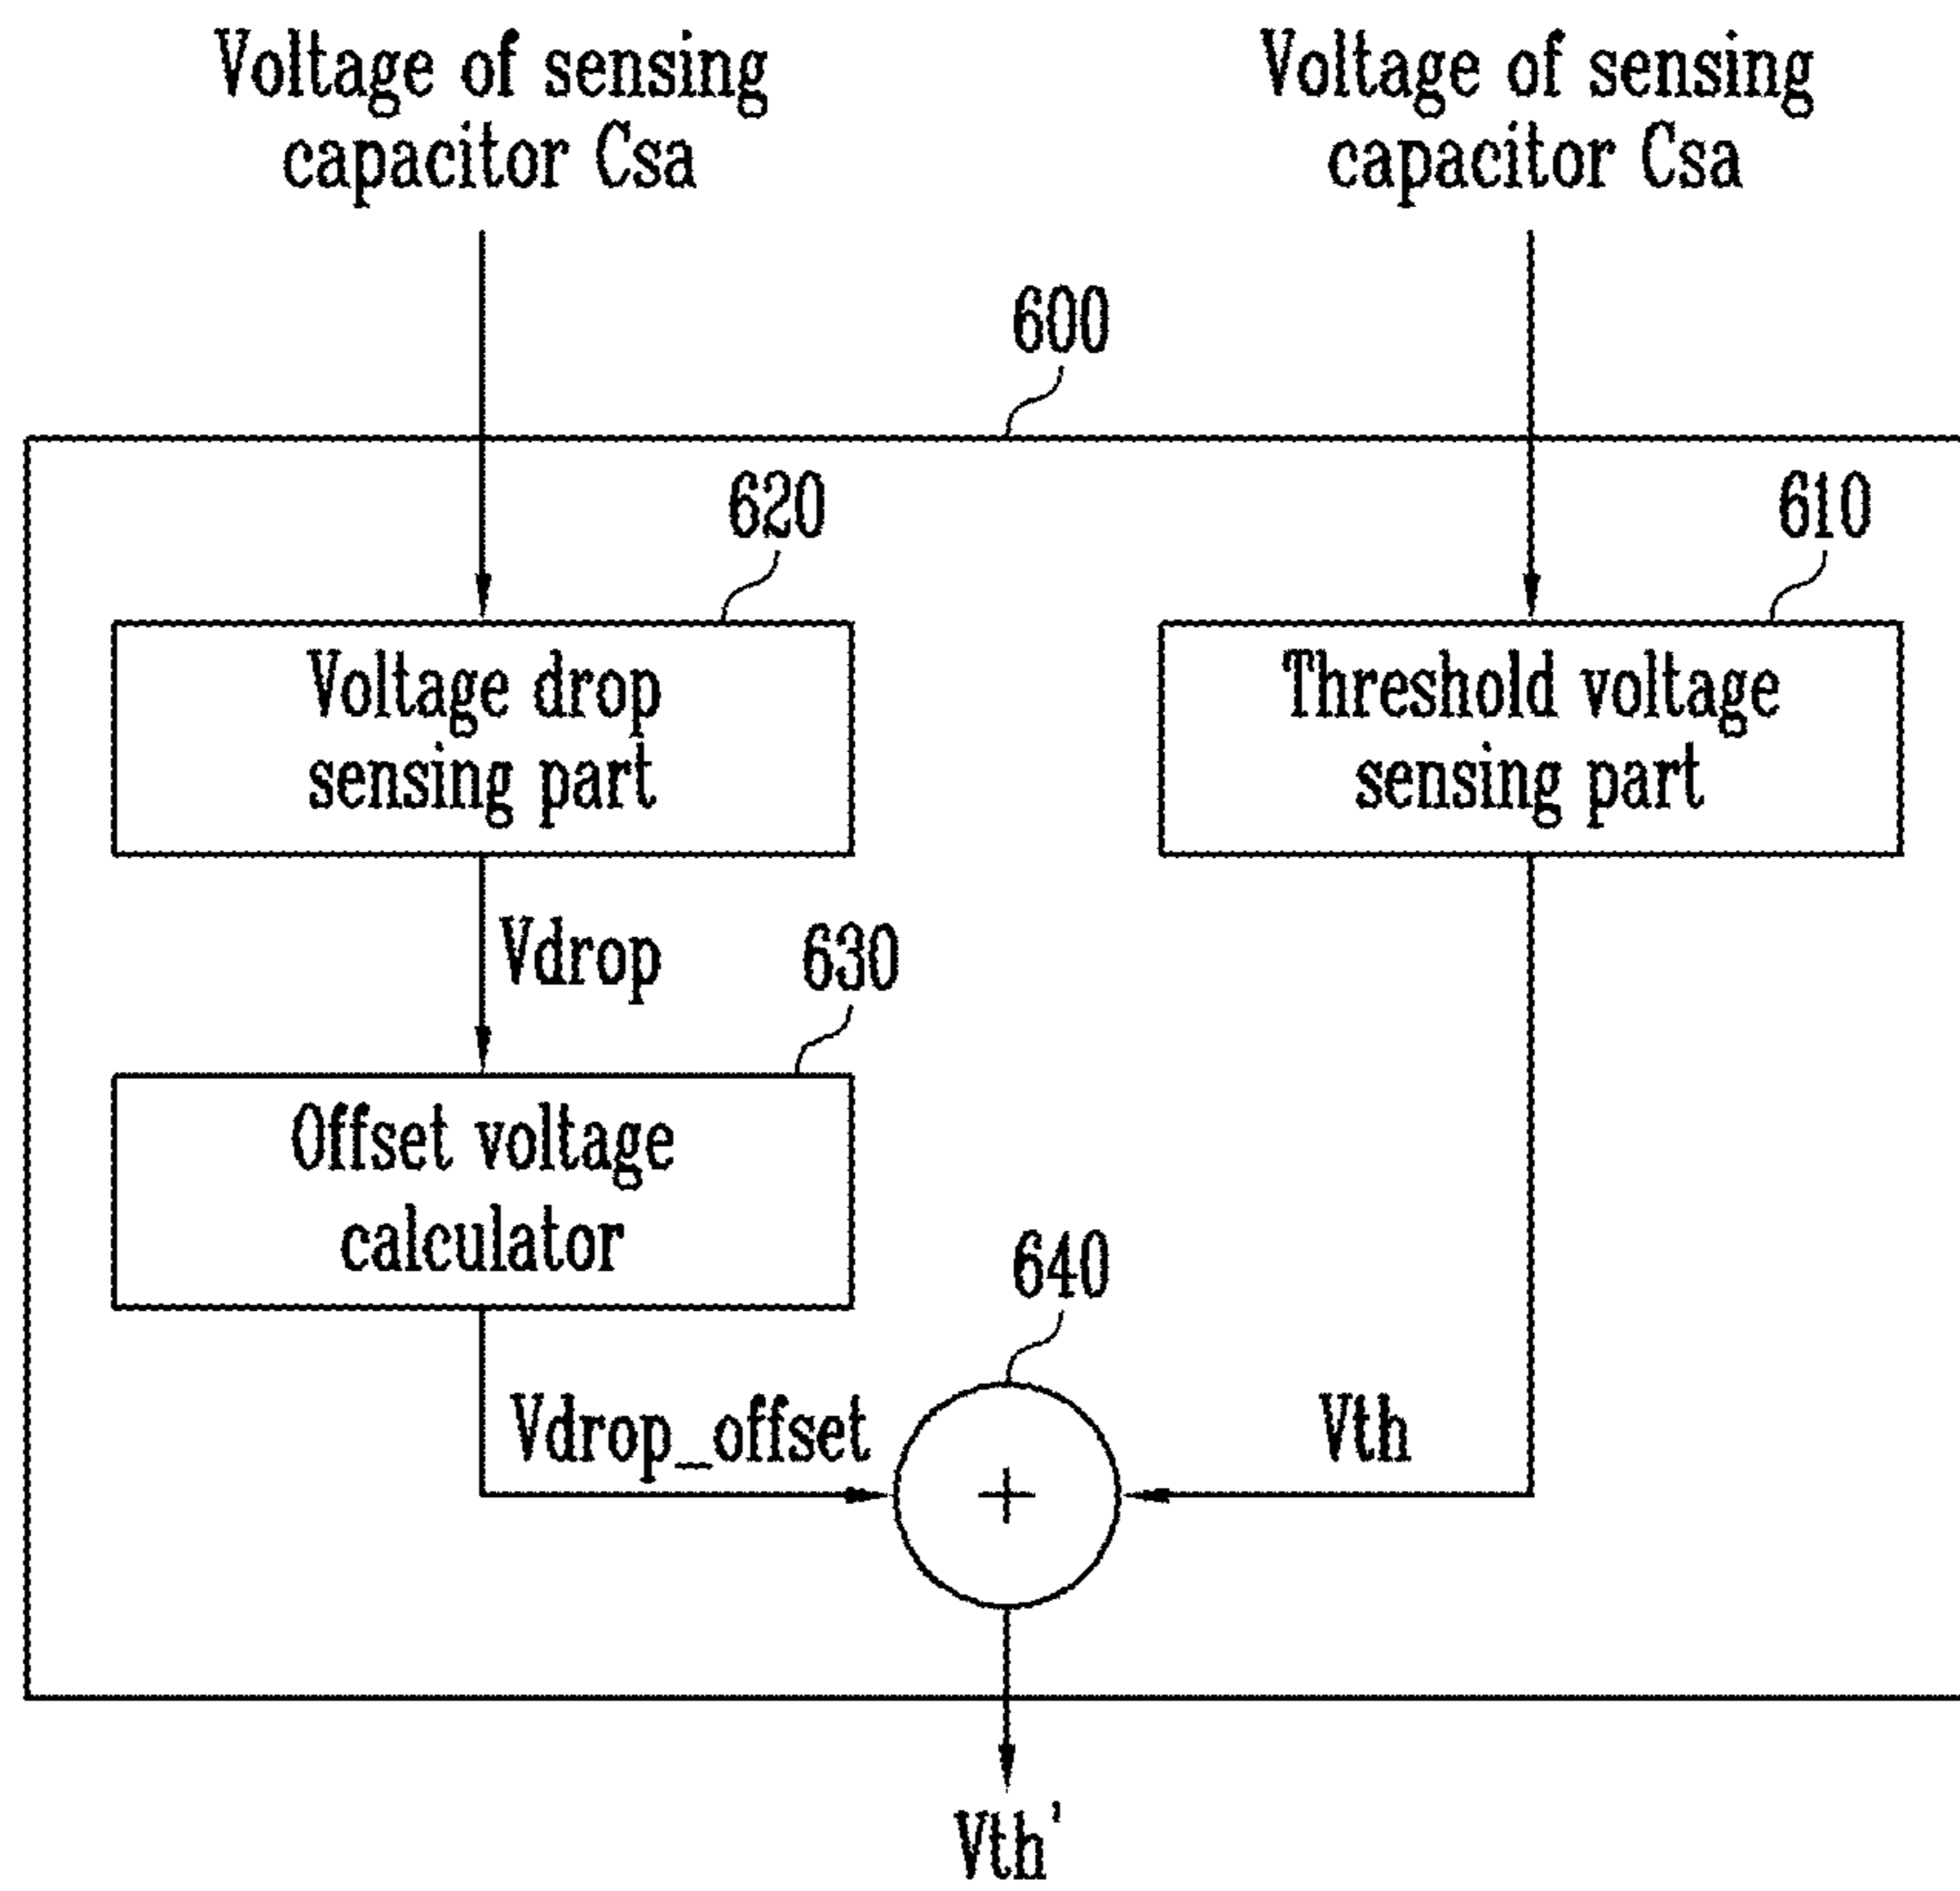 Voltage of sensing
capacitor Csa
Voltage of sensing
capacitor Csa
600
620
610
Voltage drop
sensing part
Threshold voltage
sensing part
Vdrop
630
Offset voltage
calculator
640
Vdrop_offset
+
Vth
Vth'